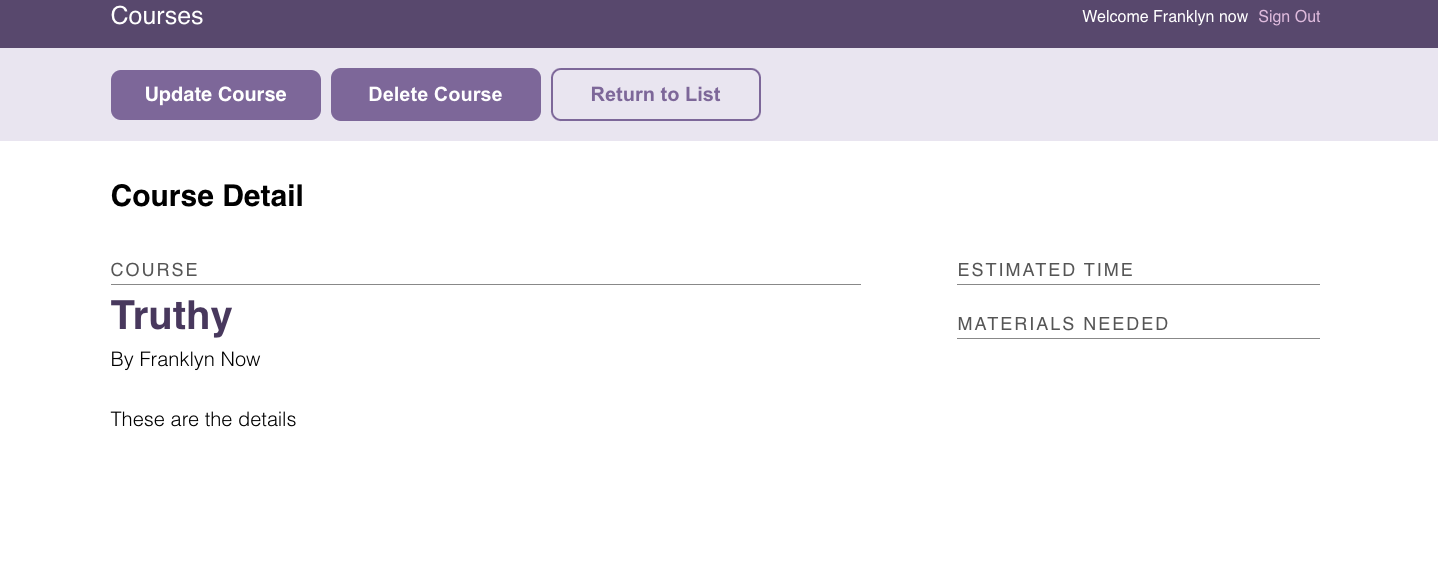 Courses
Welcome Franklyn now Sign Out
Update Course
Delete Course
Return to List
Course Detail
COURSE
Truthy
By Franklyn Now
These are the details
ESTIMATED TIME
MATERIALS NEEDED